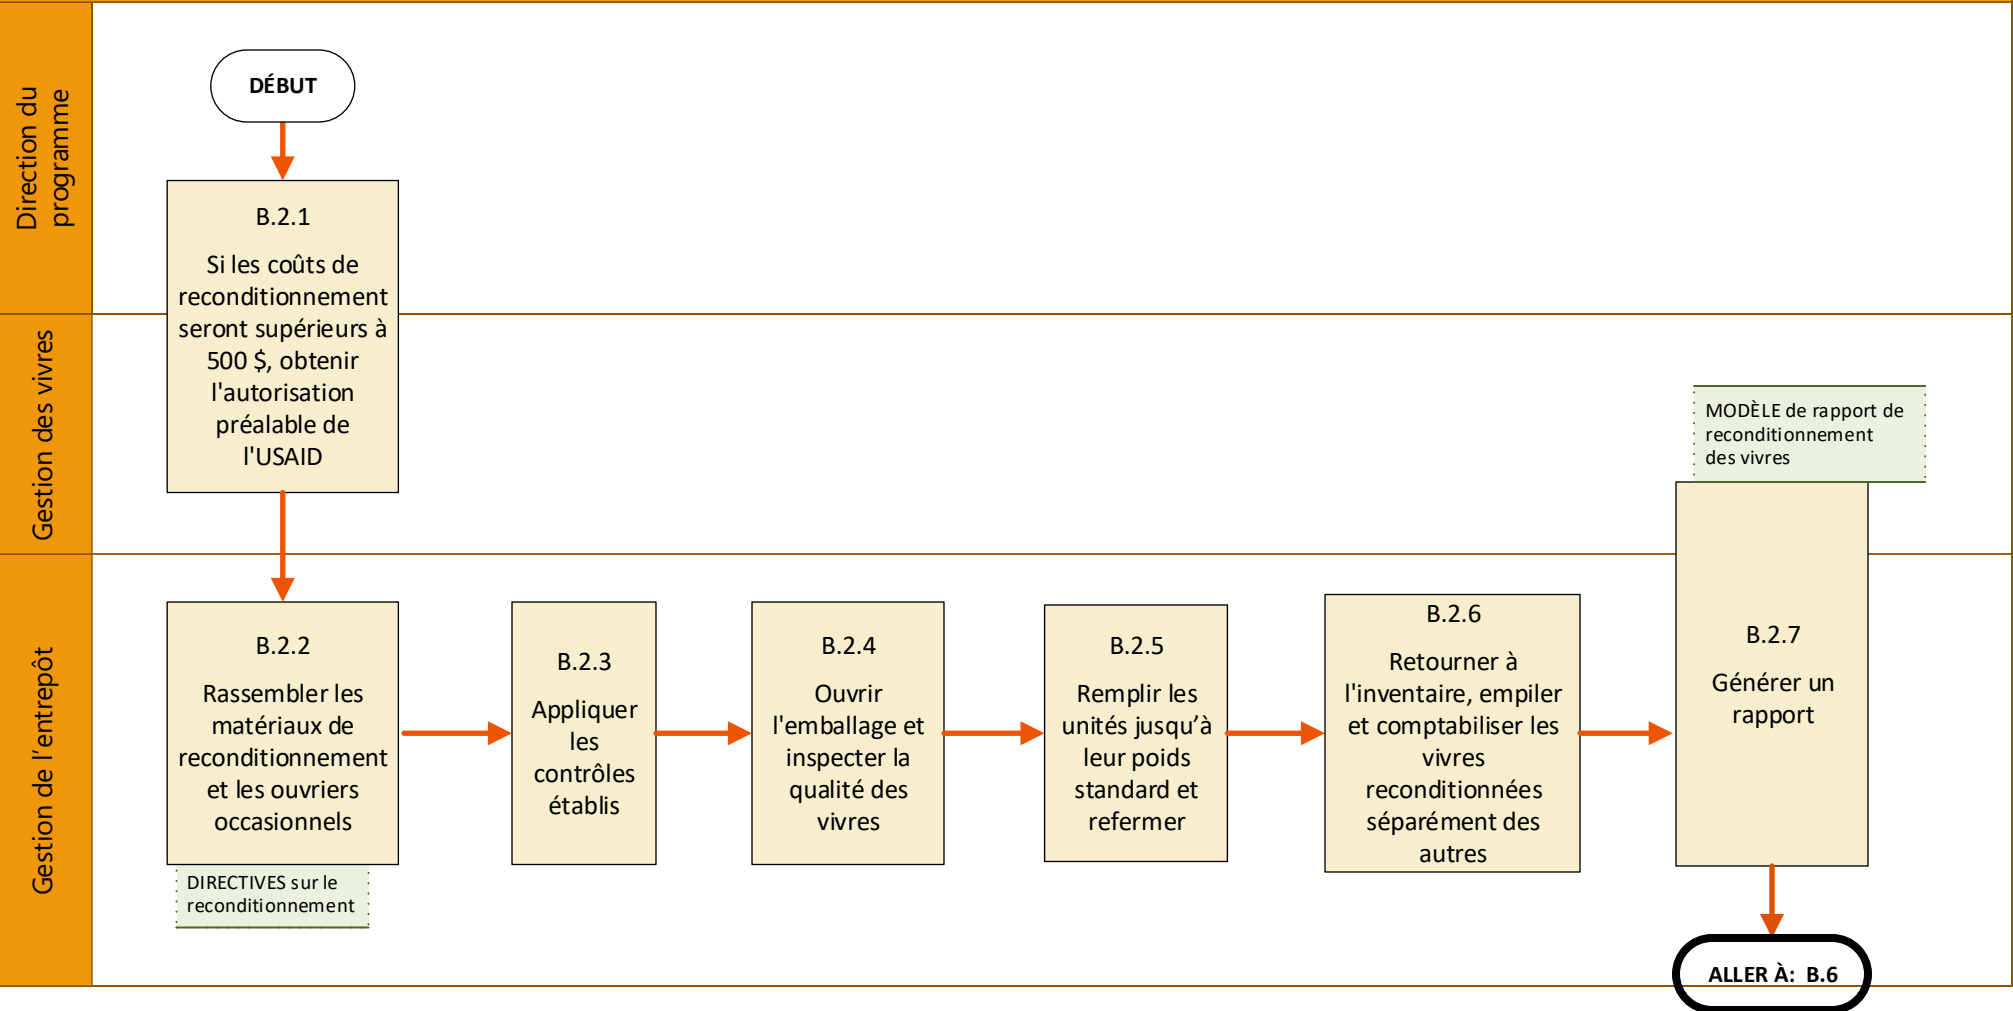 Direction du
programme
DÉBUT
B.2.1
Si les coûts de
reconditionnement
seront supérieurs à
500 $, obtenir
l'autorisation
préalable de
l'USAID
Gestion des vivres
MODÈLE de rapport de
reconditionnement
des vivres
Gestion de l’entrepôt
B.2.2
Rassembler les
matériaux de
reconditionnement
et les ouvriers
occasionnels
DIRECTIVES sur le
reconditionnement
B.2.3
Appliquer
les
contrôles
établis
B.2.4
Ouvrir
l'emballage et
inspecter la
qualité des
vivres
B.2.5
Remplir les
unités jusqu’à
leur poids
standard et
refermer
B.2.6
Retourner à
l'inventaire, empiler
et comptabiliser les
vivres
reconditionnées
séparément des
autres
B.2.7
Générer un
rapport
ALLER À: B.6